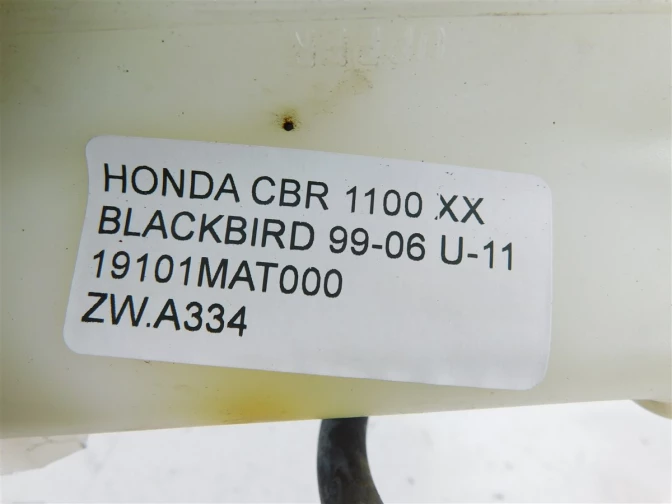 HONDA CBR 1100 XX
BLACKBIRD 99-06 U-11
19101MAT000
ZW.A334